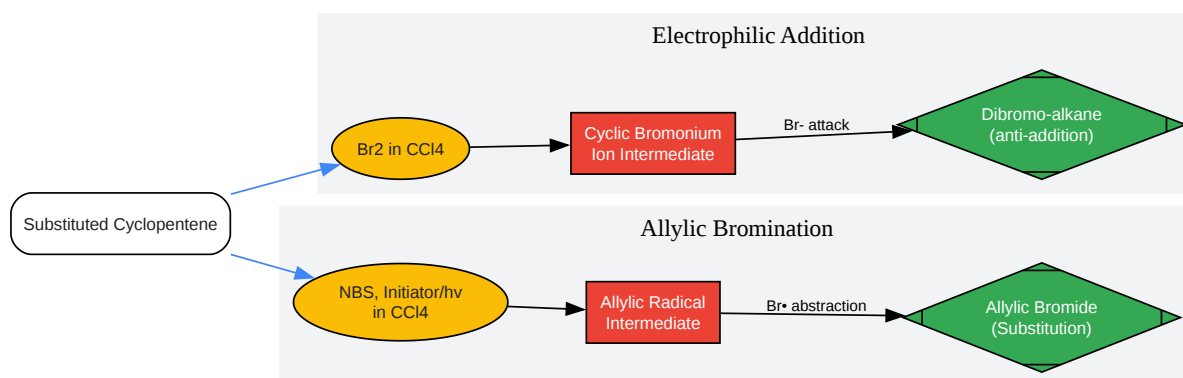 Electrophilic Addition
Br2 in CCl4
Cyclic Bromonium
Ion Intermediate
Br- attack
Dibromo-alkane
(anti-addition)
Substituted Cyclopentene
Allylic Bromination
NBS, Initiator/hv
in CCl4
Allylic Radical
Intermediate
Br• abstraction
Allylic Bromide
(Substitution)